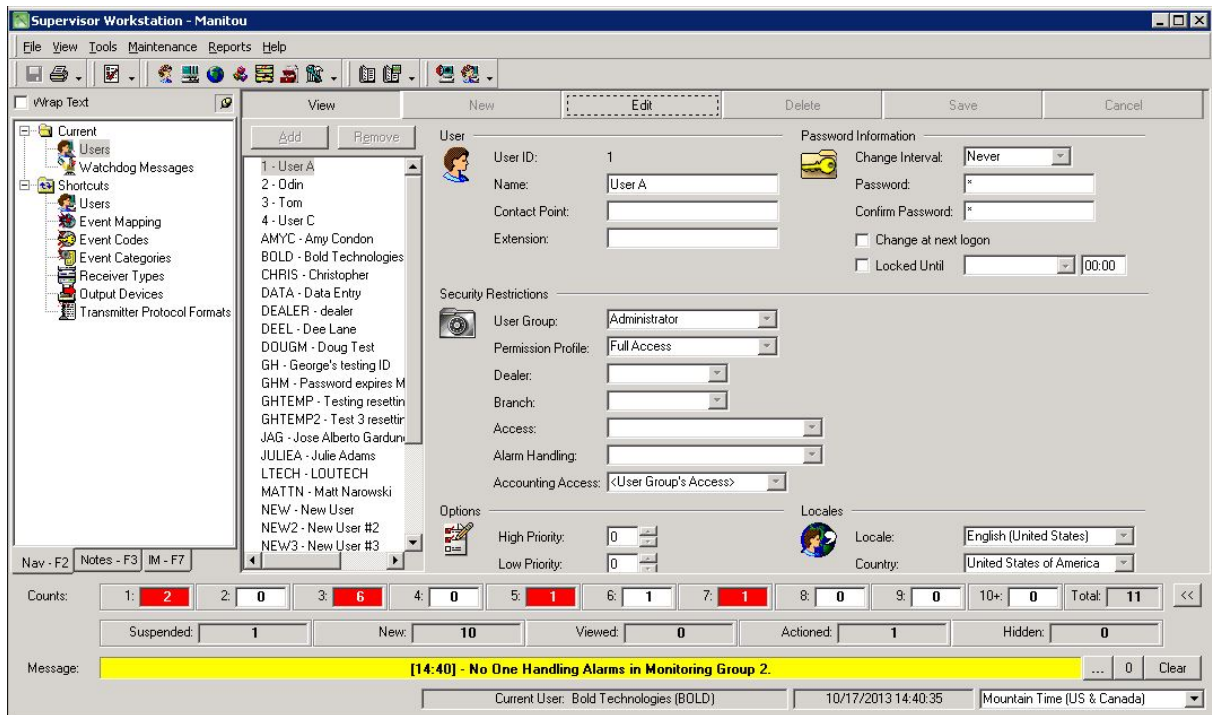 Supervisor Workstation - Manitou
File View Tools Maintenance Reports Help
Wrap Text
View New Edit Delete Save Cancel
Current
Users
Watchdog Messages
Shortcuts
Users
Event Mapping
Event Codes
Event Categories
Receiver Types
Output Devices
Transmitter Protocol Formats
Nav - F2 Notes - F3 IM - F7
Add Remove
1 - User A
2 - Odin
3 - Tom
4 - User C
AMYC - Amy Condon
BOLD - Bold Technologies
CHRIS - Christopher
DATA - Data Entry
DEALER - dealer
DEEL - Dee Lane
DOUGM - Doug Test
GH - George's testing ID
GHM - Password expires M
GHTEMP - Testing resettin
GHTEMP2 - Test 3 resettir
JAG - Jose Alberto Gardun
JULIEA - Julie Adams
LTECH - LOUTECH
MATTN - Matt Narowski
NEW - New User
NEW2 - New User #2
NEW3 - New User #3
User
User ID: 1
Name: User A
Contact Point:
Extension:
Password Information
Change Interval: Never
Password: *
Confirm Password: *
Change at next logon
Locked Until 00:00
Security Restrictions
User Group: Administrator
Permission Profile: Full Access
Dealer:
Branch:
Access:
Alarm Handling:
Accounting Access: <User Group's Access>
Options
High Priority: 0
Low Priority: 0
Locales
Locale: English (United States)
Country: United States of America
Counts: 1: 2 2: 0 3: 6 4: 0 5: 1 6: 1 7: 1 8: 0 9: 0 10+: 0 Total: 11 <<
Suspended: 1 New: 10 Viewed: 0 Actioned: 1 Hidden: 0
Message: [14:40] - No One Handling Alarms in Monitoring Group 2. ... 0 Clear
Current User: Bold Technologies (BOLD) 10/17/2013 14:40:35 Mountain Time (US & Canada)